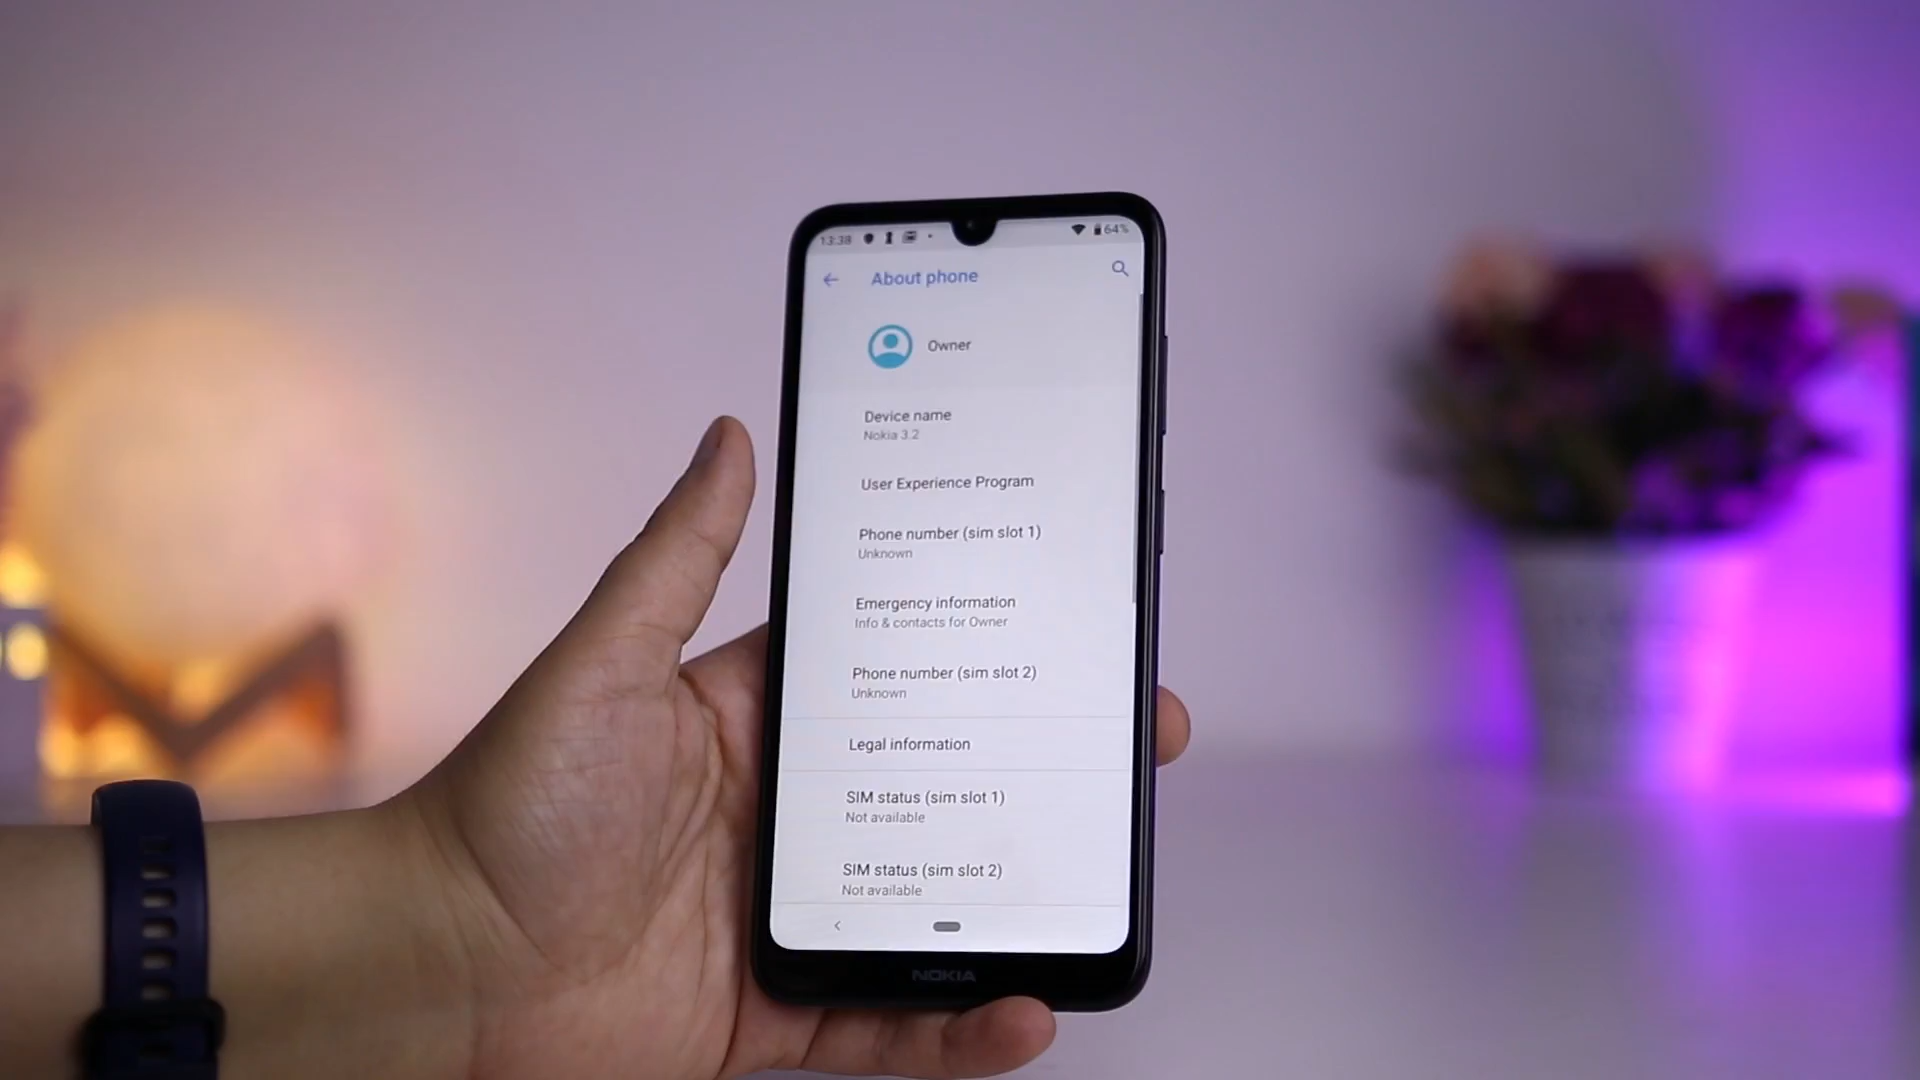 13:38
64%
About phone
Owner
Device name
Nokia 3.2
User Experience Program
Phone number (sim slot 1)
Unknown
Emergency information
Info & contacts for Owner
Phone number (sim slot 2)
Unknown
Legal information
SIM status (sim slot 1)
Not available
SIM status (sim slot 2)
Not available
NOKIA